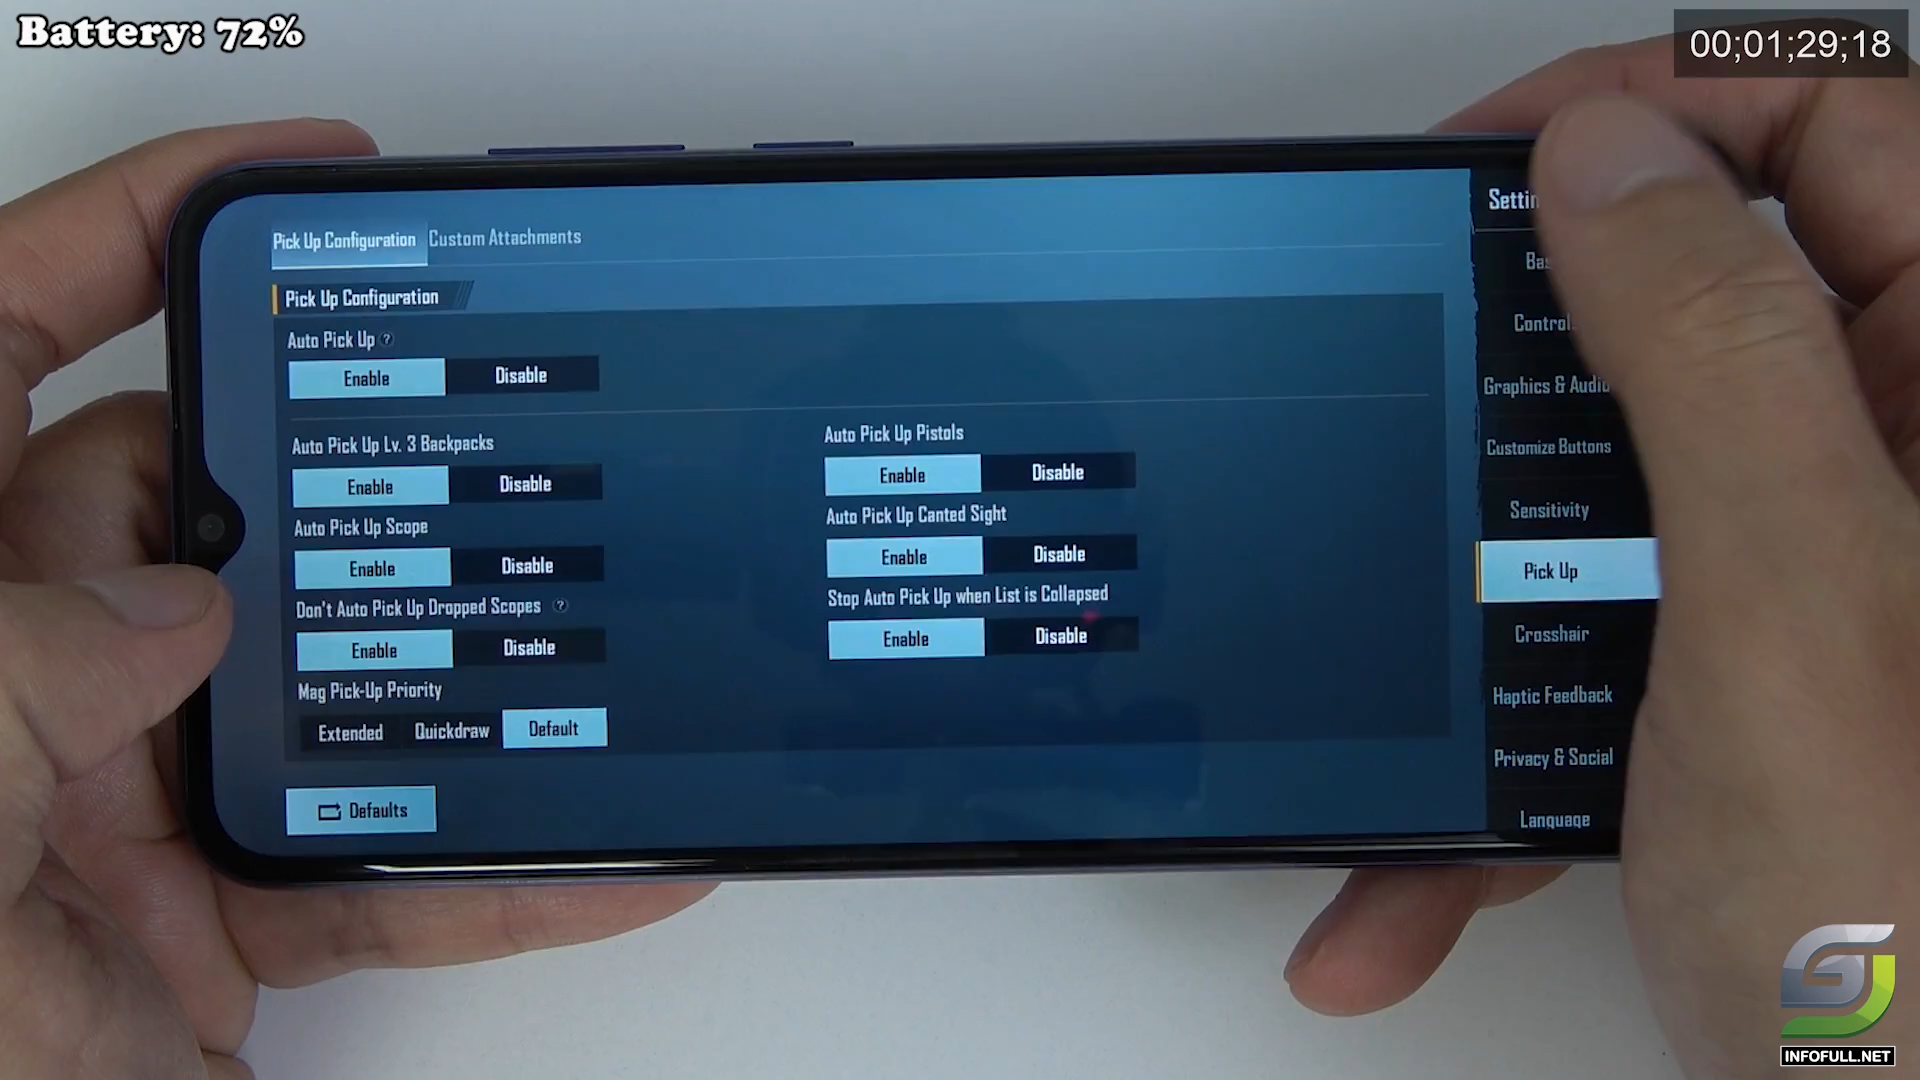 Battery: 72%
00;01;29;18
Pick Up Configuration
Custom Attachments
Pick Up Configuration
Auto Pick Up ?
Enable
Disable
Auto Pick Up Lv. 3 Backpacks
Enable
Disable
Auto Pick Up Scope
Enable
Disable
Don't Auto Pick Up Dropped Scopes ?
Enable
Disable
Mag Pick-Up Priority
Extended
Quickdraw
Default
Auto Pick Up Pistols
Enable
Disable
Auto Pick Up Canted Sight
Enable
Disable
Stop Auto Pick Up when List is Collapsed
Enable
Disable
Defaults
Graphics & Audio
Customize Buttons
Sensitivity
Pick Up
Crosshair
Haptic Feedback
Privacy & Social
Language
INFOFULL.NET